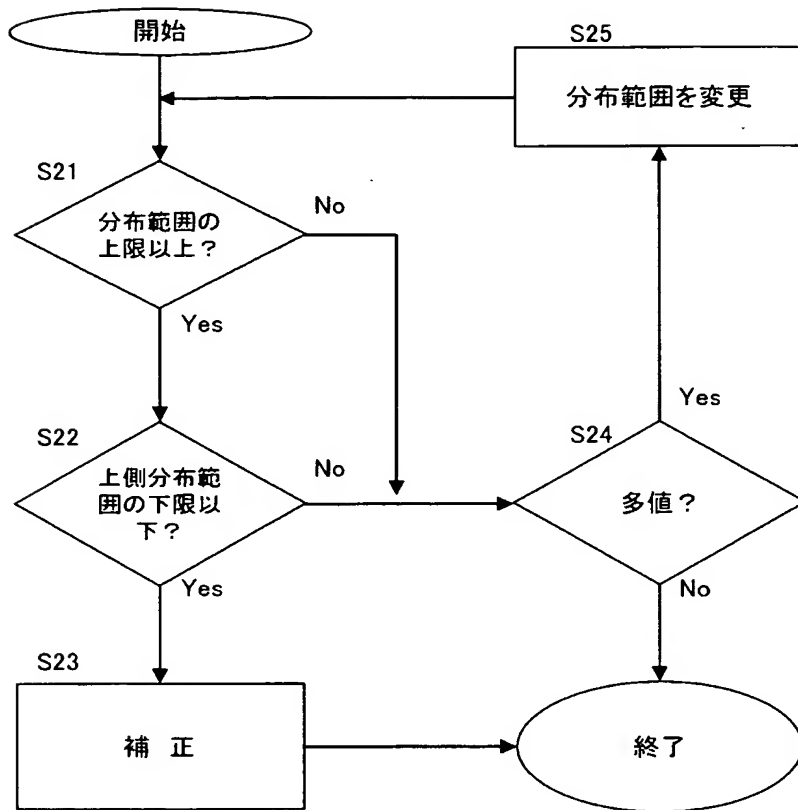 開始
S25
分布範囲を変更
S21
分布範囲の
上限以上?
No
Yes
S22
上側分布範
囲の下限以
下?
No
Yes
S24
多値?
Yes
No
S23
補 正
終了